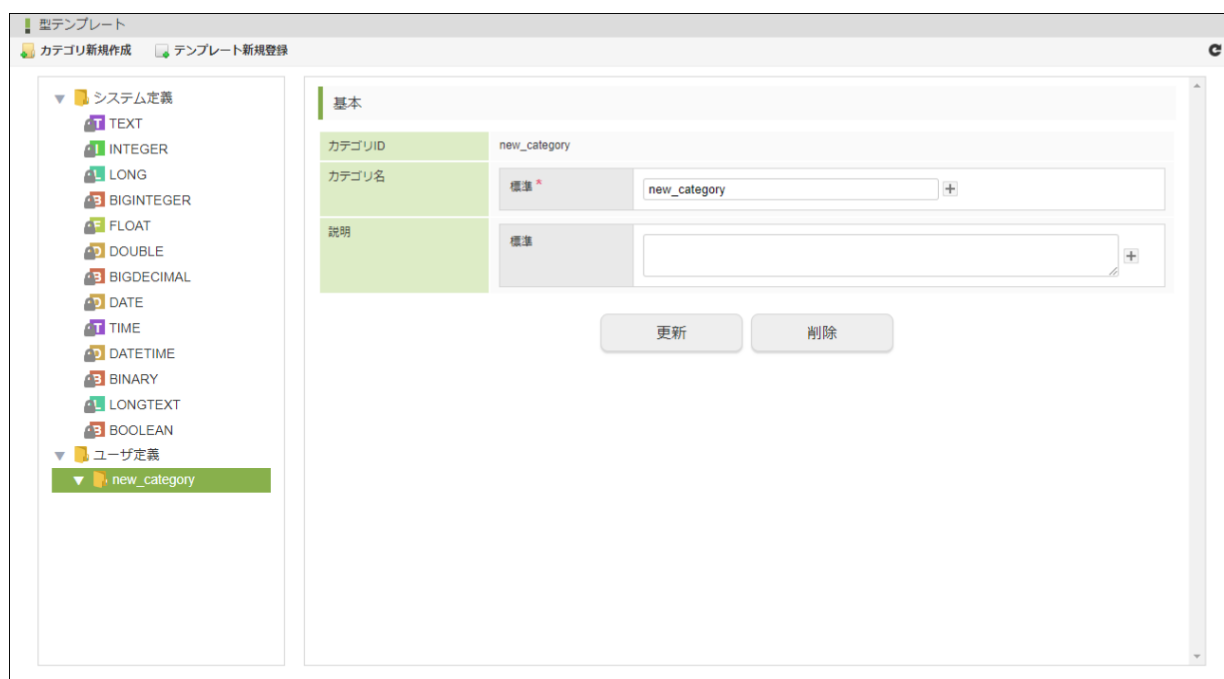 型テンプレート
カテゴリ新規作成 テンプレート新規登録
システム定義
TEXT
INTEGER
LONG
BIGINTEGER
FLOAT
DOUBLE
BIGDECIMAL
DATE
TIME
DATETIME
BINARY
LONGTEXT
BOOLEAN
ユーザ定義
new_category
基本
カテゴリID new_category
カテゴリ名 標準 * new_category
説明 標準
更新 削除